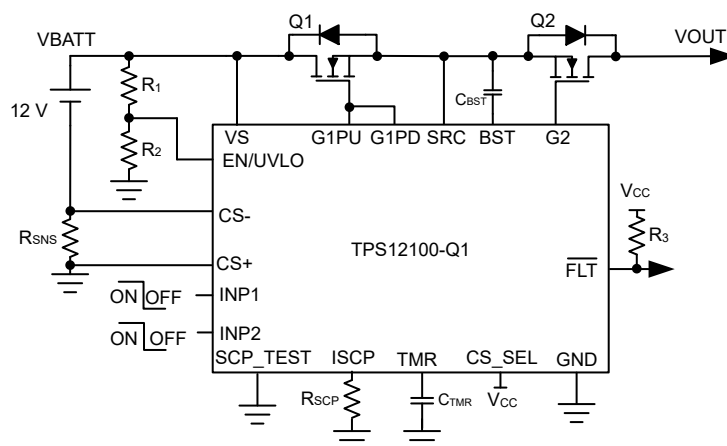 Q1
Q2
VBATT
VOUT
R1
12 V
CBST
VS
G1PU
G1PD
SRC
BST
G2
R2
EN/UVLO
VCC
CS-
RSNS
R3
TPS12100-Q1
CS+
FLT
ON OFF
INP1
ON OFF
INP2
SCP_TEST
ISCP
TMR
CS_SEL
GND
RSCP
CTMR
VCC